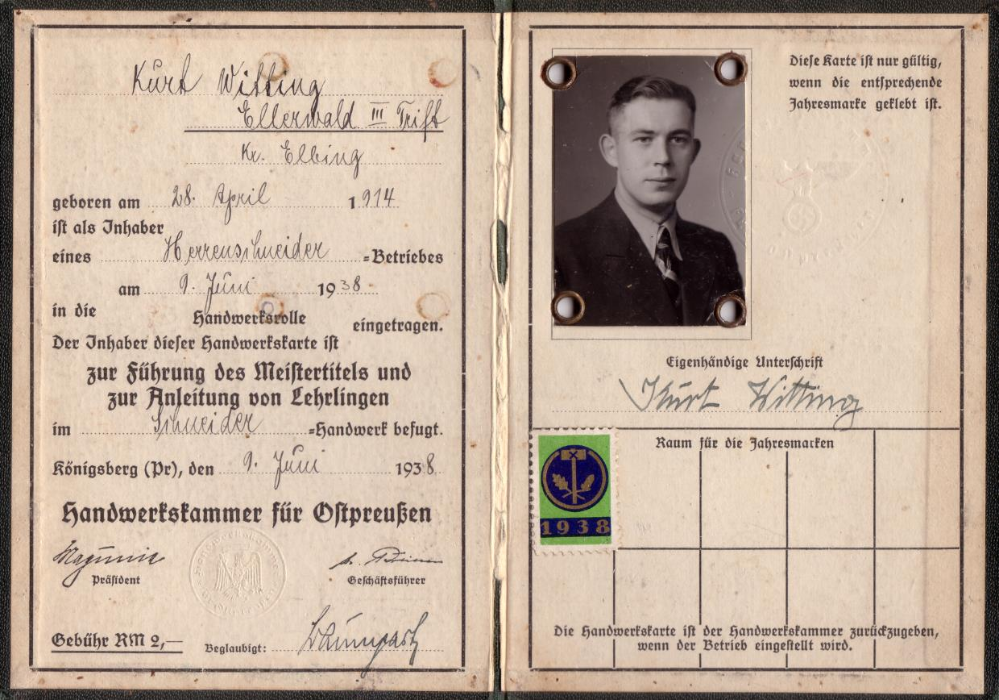 Kurt Witting
Ellerwald III Trift
Kr. Elbing
geboren am 28. April 1914
ist als Inhaber
eines Herrenschneider =Betriebes
am 9. Juni 1938
in die Handwerksrolle eingetragen.
Der Inhaber dieser Handwerkskarte ist
zur Führung des Meistertitels und
zur Anleitung von Lehrlingen
im Schneider =Handwerk befugt.
Königsberg (Pr), den 9. Juni 1938
Handwerkskammer für Ostpreußen
Präsident
Geschäftsführer
Gebühr RM 2,—
Beglaubigt:
Diese Karte ist nur gültig,
wenn die entsprechende
Jahresmarke geklebt ist.
Eigenhändige Unterschrift
Kurt Witting
Raum für die Jahresmarken
1938
Die Handwerkskarte ist der Handwerkskammer zurückzugeben,
wenn der Betrieb eingestellt wird.